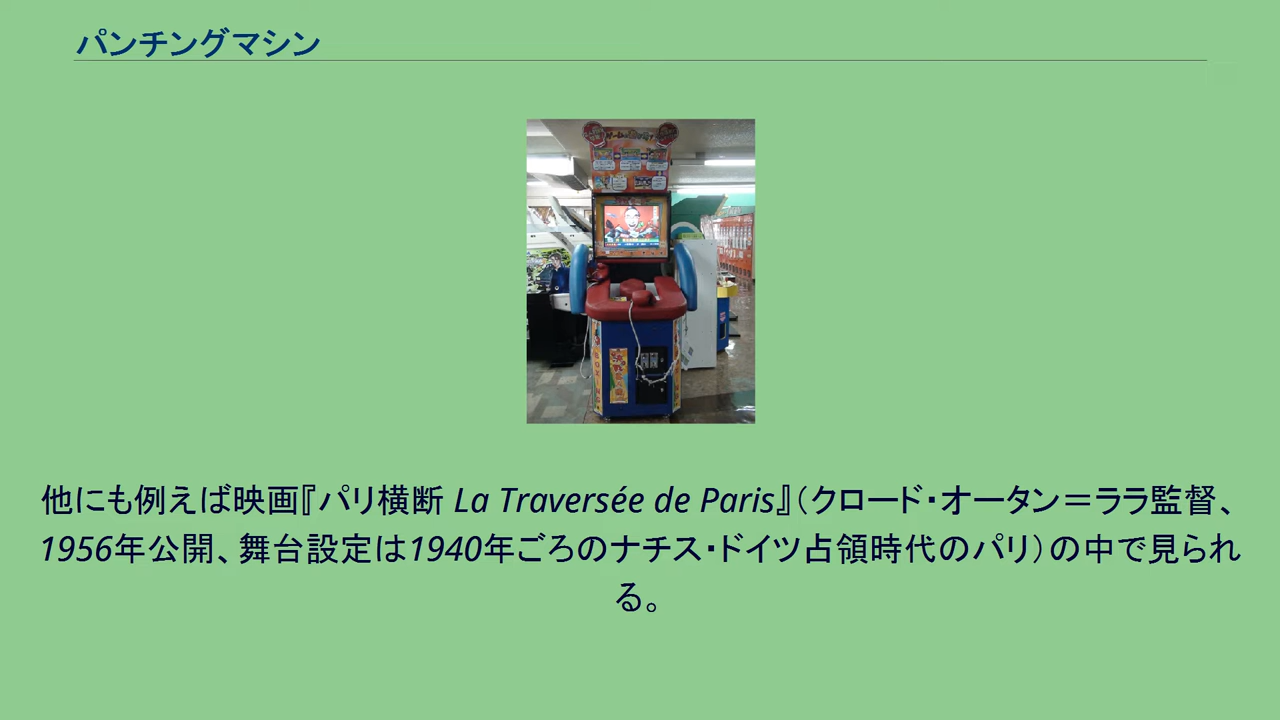 パンチングマシン
他にも例えば映画『パリ横断 La Traversée de Paris』（クロード・オータン＝ララ監督、
1956年公開、舞台設定は1940年ごろのナチス・ドイツ占領時代のパリ）の中で見られ
る。